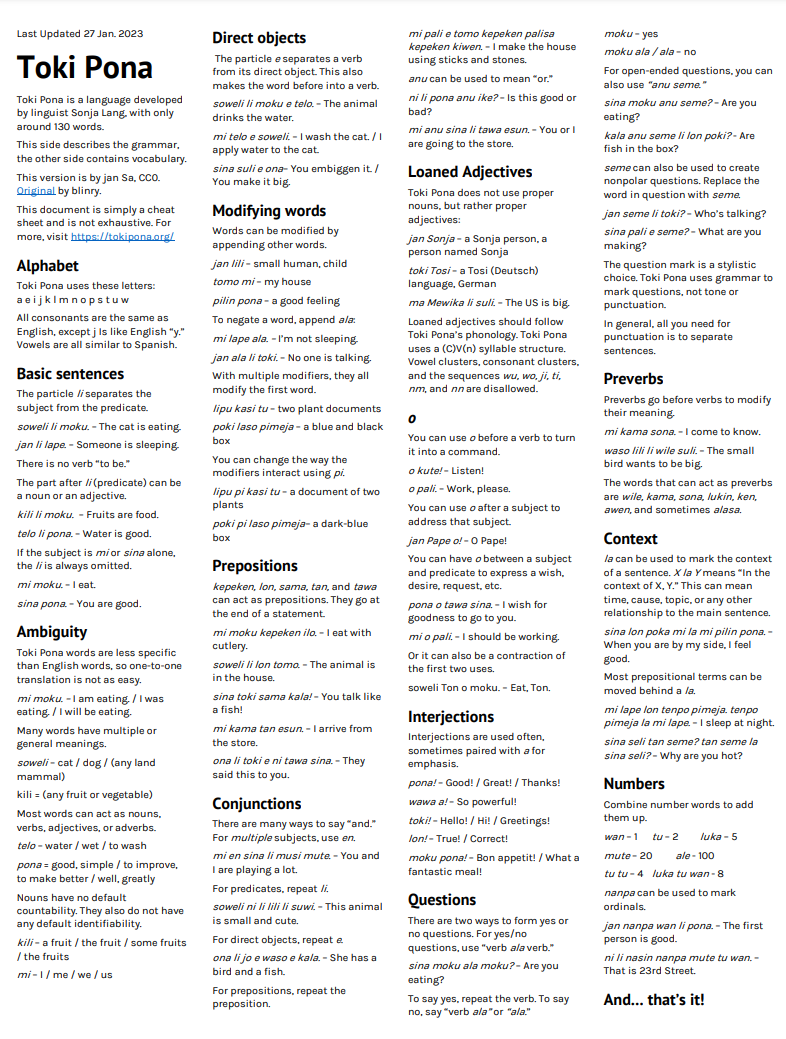 Last Updated 27 Jan. 2023
Toki Pona
Toki Pona is a language developed
by linguist Sonja Lang, with only
around 130 words.
This side describes the grammar,
the other side contains vocabulary.
This version is by jan Sa, CC0.
Original by blinry.
This document is simply a cheat
sheet and is not exhaustive. For
more, visit https://tokipona.org/
Alphabet
Toki Pona uses these letters:
a e i j k l m n o p s t u w
All consonants are the same as
English, except j Is like English “y.”
Vowels are all similar to Spanish.
Basic sentences
The particle li separates the
subject from the predicate.
soweli li moku. – The cat is eating.
jan li lape. – Someone is sleeping.
There is no verb “to be.”
The part after li (predicate) can be
a noun or an adjective.
kili li moku. – Fruits are food.
telo li pona. – Water is good.
If the subject is mi or sina alone,
the li is always omitted.
mi moku. – I eat.
sina pona. – You are good.
Ambiguity
Toki Pona words are less specific
than English words, so one-to-one
translation is not as easy.
mi moku. – I am eating. / I was
eating. / I will be eating.
Many words have multiple or
general meanings.
soweli – cat / dog / (any land
mammal)
kili = (any fruit or vegetable)
Most words can act as nouns,
verbs, adjectives, or adverbs.
telo – water / wet / to wash
pona = good, simple / to improve,
to make better / well, greatly
Nouns have no default
countability. They also do not have
any default identifiability.
kili – a fruit / the fruit / some fruits
/ the fruits
mi – I / me / we / us
Direct objects
The particle e separates a verb
from its direct object. This also
makes the word before into a verb.
soweli li moku e telo. – The animal
drinks the water.
mi telo e soweli. – I wash the cat. / I
apply water to the cat.
sina suli e ona– You embiggen it. /
You make it big.
Modifying words
Words can be modified by
appending other words.
jan lili – small human, child
tomo mi – my house
pilin pona – a good feeling
To negate a word, append ala:
mi lape ala. – I’m not sleeping.
jan ala li toki. – No one is talking.
With multiple modifiers, they all
modify the first word.
lipu kasi tu – two plant documents
poki laso pimeja – a blue and black
box
You can change the way the
modifiers interact using pi.
lipu pi kasi tu – a document of two
plants
poki pi laso pimeja– a dark-blue
box
Prepositions
kepeken, lon, sama, tan, and tawa
can act as prepositions. They go at
the end of a statement.
mi moku kepeken ilo. – I eat with
cutlery.
soweli li lon tomo. – The animal is
in the house.
sina toki sama kala! – You talk like
a fish!
mi kama tan esun. – I arrive from
the store.
ona li toki e ni tawa sina. – They
said this to you.
Conjunctions
There are many ways to say “and.”
For multiple subjects, use en.
mi en sina li musi mute. – You and
I are playing a lot.
For predicates, repeat li.
soweli ni li lili li suwi. – This animal
is small and cute.
For direct objects, repeat e.
ona li jo e waso e kala. – She has a
bird and a fish.
For prepositions, repeat the
preposition.
mi pali e tomo kepeken palisa
kepeken kiwen. – I make the house
using sticks and stones.
anu can be used to mean “or.”
ni li pona anu ike? – Is this good or
bad?
mi anu sina li tawa esun. – You or I
are going to the store.
Loaned Adjectives
Toki Pona does not use proper
nouns, but rather proper
adjectives:
jan Sonja – a Sonja person, a
person named Sonja
toki Tosi – a Tosi (Deutsch)
language, German
ma Mewika li suli. – The US is big.
Loaned adjectives should follow
Toki Pona’s phonology. Toki Pona
uses a (C)V(n) syllable structure.
Vowel clusters, consonant clusters,
and the sequences wu, wo, ji, ti,
nm, and nn are disallowed.
o
You can use o before a verb to turn
it into a command.
o kute! – Listen!
o pali. – Work, please.
You can use o after a subject to
address that subject.
jan Pape o! – O Pape!
You can have o between a subject
and predicate to express a wish,
desire, request, etc.
pona o tawa sina. – I wish for
goodness to go to you.
mi o pali. – I should be working.
Or it can also be a contraction of
the first two uses.
soweli Ton o moku. – Eat, Ton.
Interjections
Interjections are used often,
sometimes paired with a for
emphasis.
pona! – Good! / Great! / Thanks!
wawa a! – So powerful!
toki! – Hello! / Hi! / Greetings!
lon! – True! / Correct!
moku pona! – Bon appetit! / What a
fantastic meal!
Questions
There are two ways to form yes or
no questions. For yes/no
questions, use “verb ala verb.”
sina moku ala moku? – Are you
eating?
To say yes, repeat the verb. To say
no, say “verb ala” or “ala.”
moku – yes
moku ala / ala – no
For open-ended questions, you can
also use “anu seme.”
sina moku anu seme? – Are you
eating?
kala anu seme li lon poki? - Are
fish in the box?
seme can also be used to create
nonpolar questions. Replace the
word in question with seme.
jan seme li toki? – Who’s talking?
sina pali e seme? – What are you
making?
The question mark is a stylistic
choice. Toki Pona uses grammar to
mark questions, not tone or
punctuation.
In general, all you need for
punctuation is to separate
sentences.
Preverbs
Preverbs go before verbs to modify
their meaning.
mi kama sona. – I come to know.
waso lili li wile suli. – The small
bird wants to be big.
The words that can act as preverbs
are wile, kama, sona, lukin, ken,
awen, and sometimes alasa.
Context
la can be used to mark the context
of a sentence. X la Y means “In the
context of X, Y.” This can mean
time, cause, topic, or any other
relationship to the main sentence.
sina lon poka mi la mi pilin pona. –
When you are by my side, I feel
good.
Most prepositional terms can be
moved behind a la.
mi lape lon tenpo pimeja. tenpo
pimeja la mi lape. – I sleep at night.
sina seli tan seme? tan seme la
sina seli? – Why are you hot?
Numbers
Combine number words to add
them up.
wan – 1 tu – 2 luka – 5
mute – 20 ale - 100
tu tu – 4 luka tu wan - 8
nanpa can be used to mark
ordinals.
jan nanpa wan li pona. – The first
person is good.
ni li nasin nanpa mute tu wan. –
That is 23rd Street.
And... that’s it!